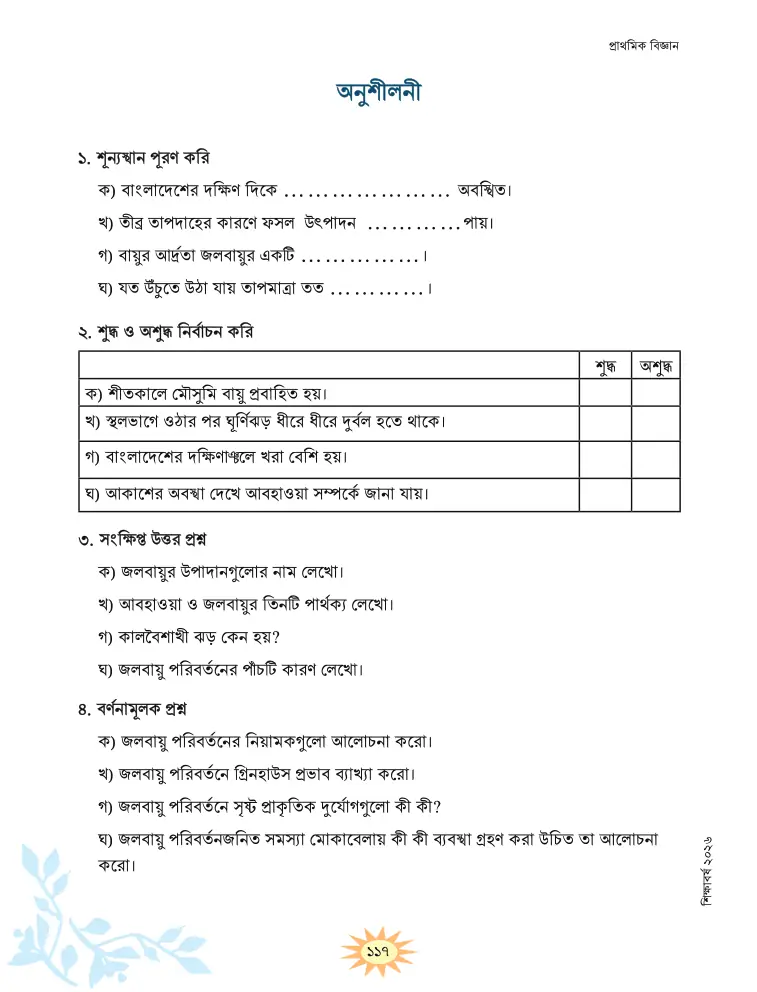 প্রাথমিক বিজ্ঞান
অনুশীলনী
১. শূন্যস্থান পূরণ করি
ক) বাংলাদেশের দক্ষিণ দিকে ..................... অবস্থিত।
খ) তীব্র তাপদাহের কারণে ফসল উৎপাদন ............পায়।
গ) বায়ুর আর্দ্রতা জলবায়ুর একটি ...............।
ঘ) যত উঁচুতে উঠা যায় তাপমাত্রা তত ............।
২. শুদ্ধ ও অশুদ্ধ নির্বাচন করি
শুদ্ধ অশুদ্ধ
ক) শীতকালে মৌসুমি বায়ু প্রবাহিত হয়।
খ) স্থলভাগে ওঠার পর ঘূর্ণিঝড় ধীরে ধীরে দুর্বল হতে থাকে।
গ) বাংলাদেশের দক্ষিণাঞ্চলে খরা বেশি হয়।
ঘ) আকাশের অবস্থা দেখে আবহাওয়া সম্পর্কে জানা যায়।
৩. সংক্ষিপ্ত উত্তর প্রশ্ন
ক) জলবায়ুর উপাদানগুলোর নাম লেখো।
খ) আবহাওয়া ও জলবায়ুর তিনটি পার্থক্য লেখো।
গ) কালবৈশাখী ঝড় কেন হয়?
ঘ) জলবায়ু পরিবর্তনের পাঁচটি কারণ লেখো।
৪. বর্ণনামূলক প্রশ্ন
ক) জলবায়ু পরিবর্তনের নিয়ামকগুলো আলোচনা করো।
খ) জলবায়ু পরিবর্তনে গ্রিনহাউস প্রভাব ব্যাখ্যা করো।
গ) জলবায়ু পরিবর্তনে সৃষ্ট প্রাকৃতিক দুর্যোগগুলো কী কী?
ঘ) জলবায়ু পরিবর্তনজনিত সমস্যা মোকাবেলায় কী কী ব্যবস্থা গ্রহণ করা উচিত তা আলোচনা
করো।
শিক্ষাবর্ষ ২০২৬
১১৭